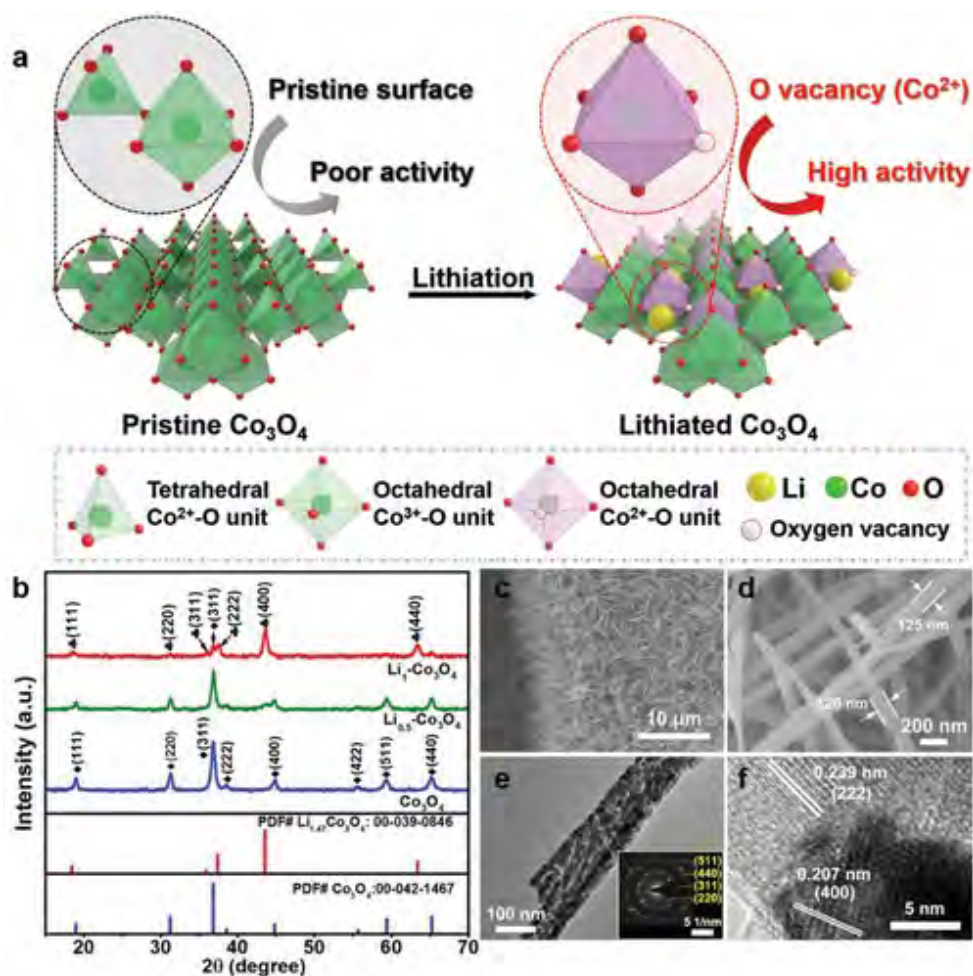 a
Pristine surface
Poor activity
O vacancy (Co²⁺)
High activity
Lithiation
Pristine Co₃O₄
Lithiated Co₃O₄
Tetrahedral
Co²⁺-O unit
Octahedral
Co³⁺-O unit
Octahedral
Co²⁺-O unit
Li
Co
O
Oxygen vacancy
b
♣(111)
♣(220)
♣(311)
♦(311)
♣(222)
♣(400)
♣(440)
Li₁-Co₃O₄
Li₀.₅-Co₃O₄
♦(111)
♦(220)
♦(311)
♦(222)
♦(400)
♦(422)
♦(511)
♦(440)
Co₃O₄
PDF# Li₁.₄₇Co₃O₄: 00-039-0846
PDF# Co₃O₄:00-042-1467
Intensity (a.u.)
20 30 40 50 60 70
2θ (degree)
c
10 μm
d
125 nm
120 nm
200 nm
e
(511)
(440)
(311)
(220)
5 1/nm
100 nm
f
0.239 nm
(222)
0.207 nm
(400)
5 nm